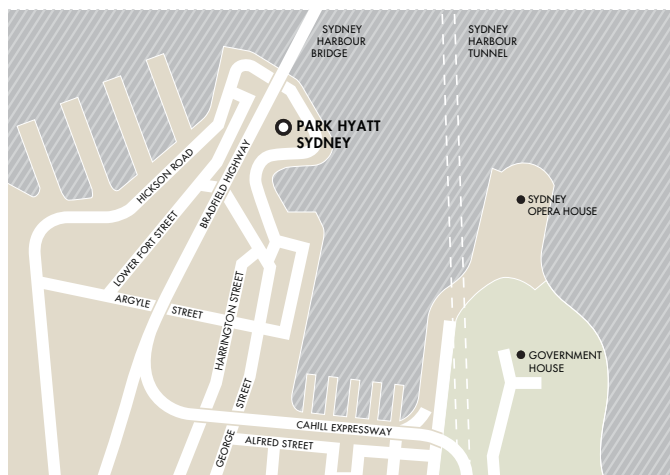 SYDNEY
HARBOUR
BRIDGE
SYDNEY
HARBOUR
TUNNEL
PARK HYATT
SYDNEY
HICKSON ROAD
BRADFIELD HIGHWAY
LOWER FORT STREET
SYDNEY
OPERA HOUSE
ARGYLE STREET
HARRINGTON STREET
GOVERNMENT
HOUSE
GEORGE STREET
CAHILL EXPRESSWAY
ALFRED STREET